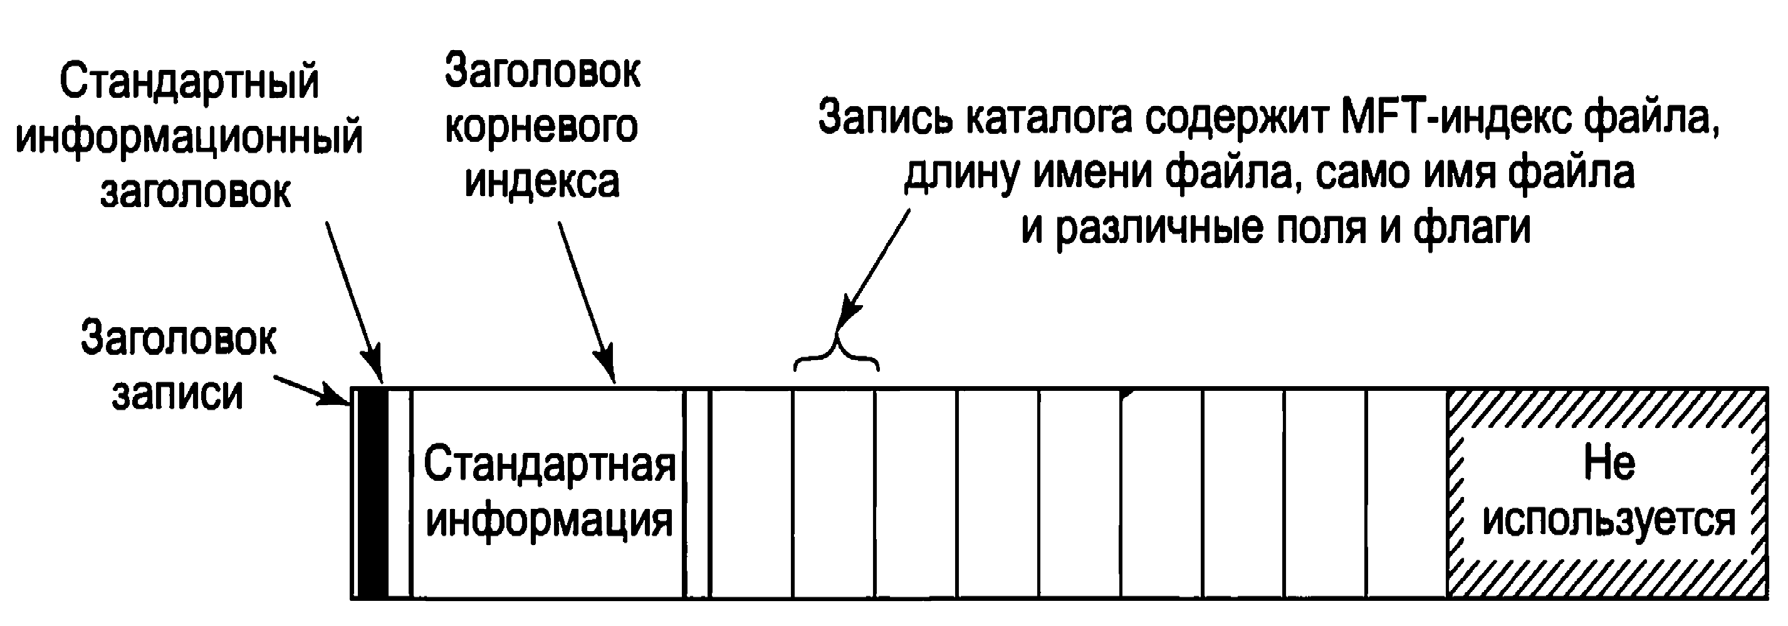 Стандартный
информационный
заголовок
Заголовок
корневого
индекса
Запись каталога содержит MFT-индекс файла,
длину имени файла, само имя файла
и различные поля и флаги
Заголовок
записи
Стандартная
информация
Не
используется